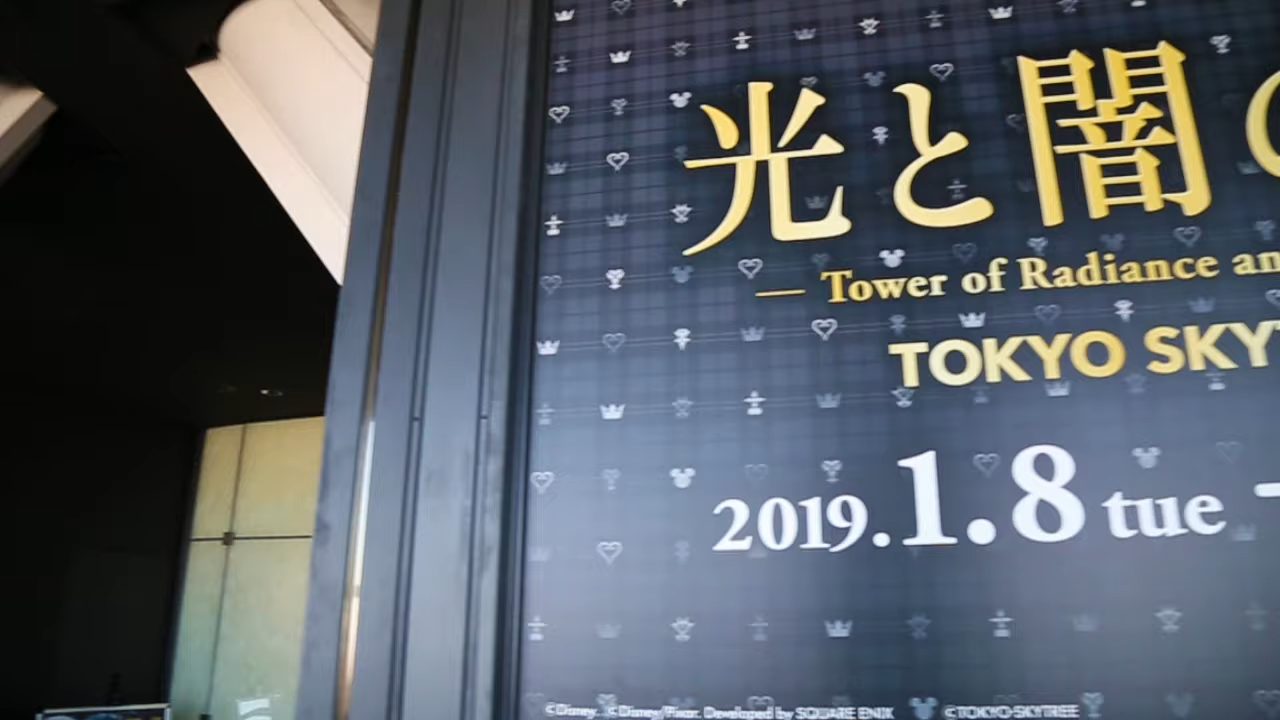 光と闇の
— Tower of Radiance an
TOKYO SKY
2019.1.8 tue -
©Disney. ©Disney/Pixar. Developed by SQUARE ENIX ©TOKYO-SKYTREE